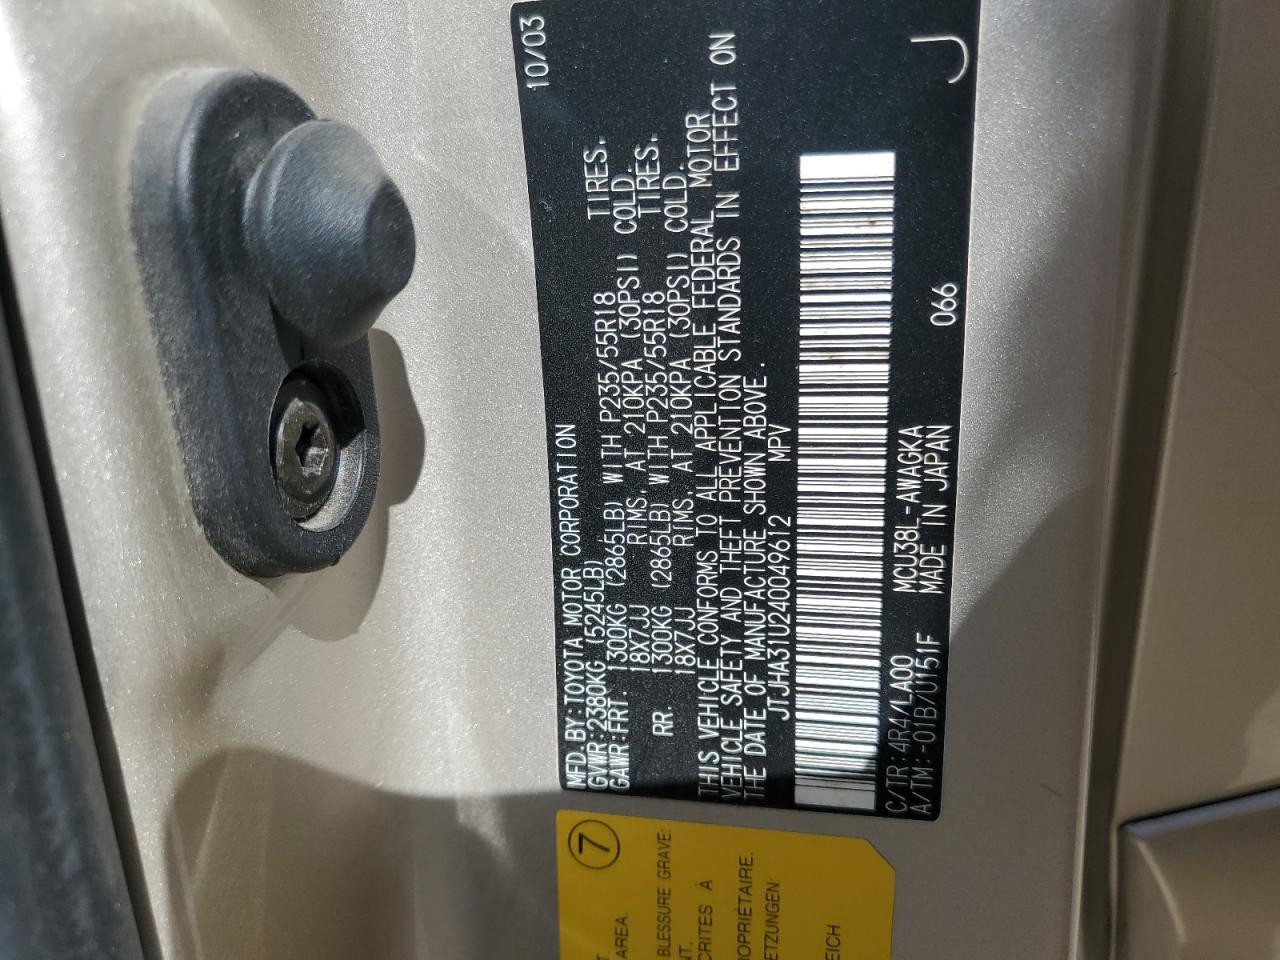 MFD.BY:TOYOTA MOTOR CORPORATION 10/03
GVWR:2380KG (5245LB)
GAWR:FRT. 1300KG (2865LB) WITH P235/55R18 TIRES.
18X7JJ RIMS. AT 210KPA (30PSI) COLD.
RR. 1300KG (2865LB) WITH P235/55R18 TIRES.
18X7JJ RIMS. AT 210KPA (30PSI) COLD.
THIS VEHICLE CONFORMS TO ALL APPLICABLE FEDERAL MOTOR
VEHICLE SAFETY AND THEFT PREVENTION STANDARDS IN EFFECT ON
THE DATE OF MANUFACTURE SHOWN ABOVE.
JTJHA31U240049612 MPV
C/TR:4R4/LA00 MCU38L-AWAGKA
A/TM:-01B/U151F MADE IN JAPAN 066 J
7
T.
AREA.
BLESSURE GRAVE:
NT.
CRITES À
OPRIÉTAIRE.
ETZUNGEN:
EICH